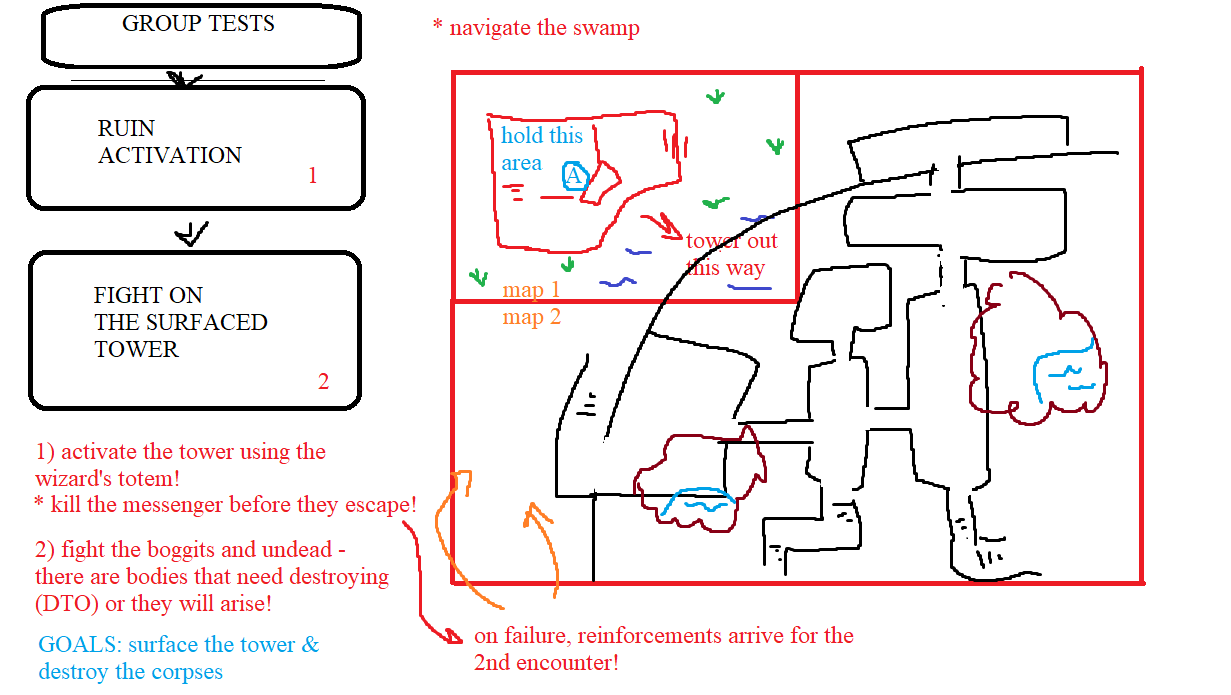 GROUP TESTS
RUIN
ACTIVATION
1
FIGHT ON
THE SURFACED
TOWER
2
1) activate the tower using the
wizard's totem!
* kill the messenger before they escape!
2) fight the boggits and undead -
there are bodies that need destroying
(DTO) or they will arise!
GOALS: surface the tower &
destroy the corpses
* navigate the swamp
hold this
area
A
tower out
this way
map 1
map 2
on failure, reinforcements arrive for the
2nd encounter!